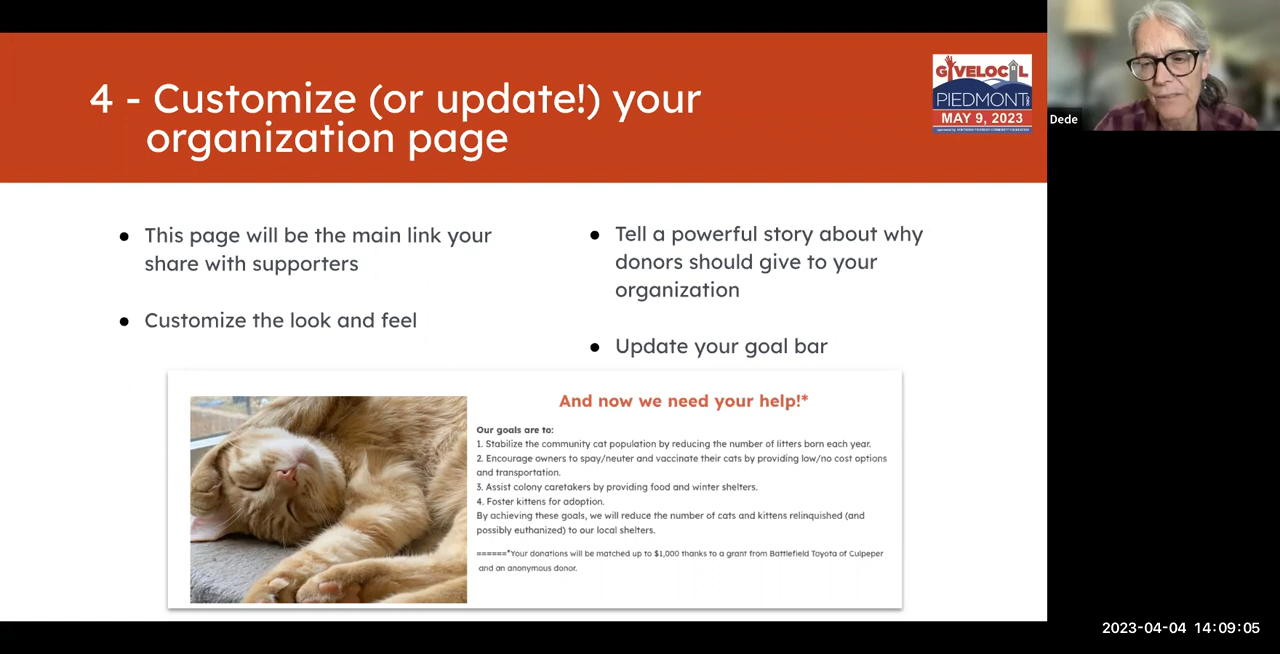 4 - Customize (or update!) your
organization page
GIVELOCAL
PIEDMONT
MAY 9, 2023
Dede
● This page will be the main link your
share with supporters
● Customize the look and feel
● Tell a powerful story about why
donors should give to your
organization
● Update your goal bar
And now we need your help!*
Our goals are to:
1. Stabilize the community cat population by reducing the number of litters born each year.
2. Encourage owners to spay/neuter and vaccinate their cats by providing low/no cost options
and transportation.
3. Assist colony caretakers by providing food and winter shelters.
4. Foster kittens for adoption.
By achieving these goals, we will reduce the number of cats and kittens relinquished (and
possibly euthanized) to our local shelters.
======*Your donations will be matched up to $1,000 thanks to a grant from Battlefield Toyota of Culpeper
and an anonymous donor.
2023-04-04 14:09:05